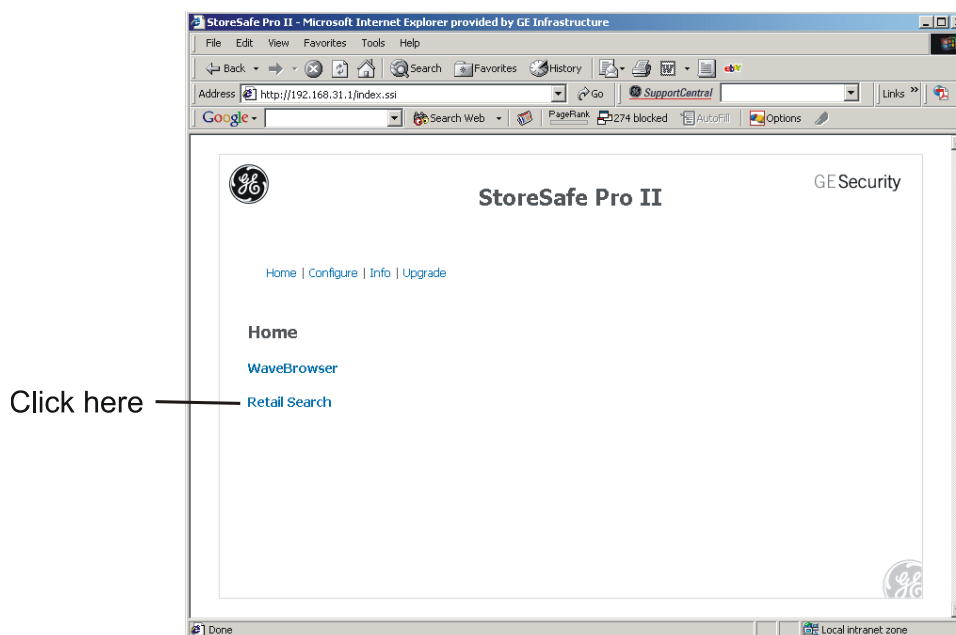 StoreSafe Pro II - Microsoft Internet Explorer provided by GE Infrastructure
File Edit View Favorites Tools Help
Back Search Favorites History
Address http://192.168.31.1/index.ssi Go SupportCentral Links »
Google Search Web PageRank 274 blocked AutoFill Options
GE
StoreSafe Pro II
GE Security
Home | Configure | Info | Upgrade
Home
WaveBrowser
Click here
Retail Search
GE
Done Local intranet zone